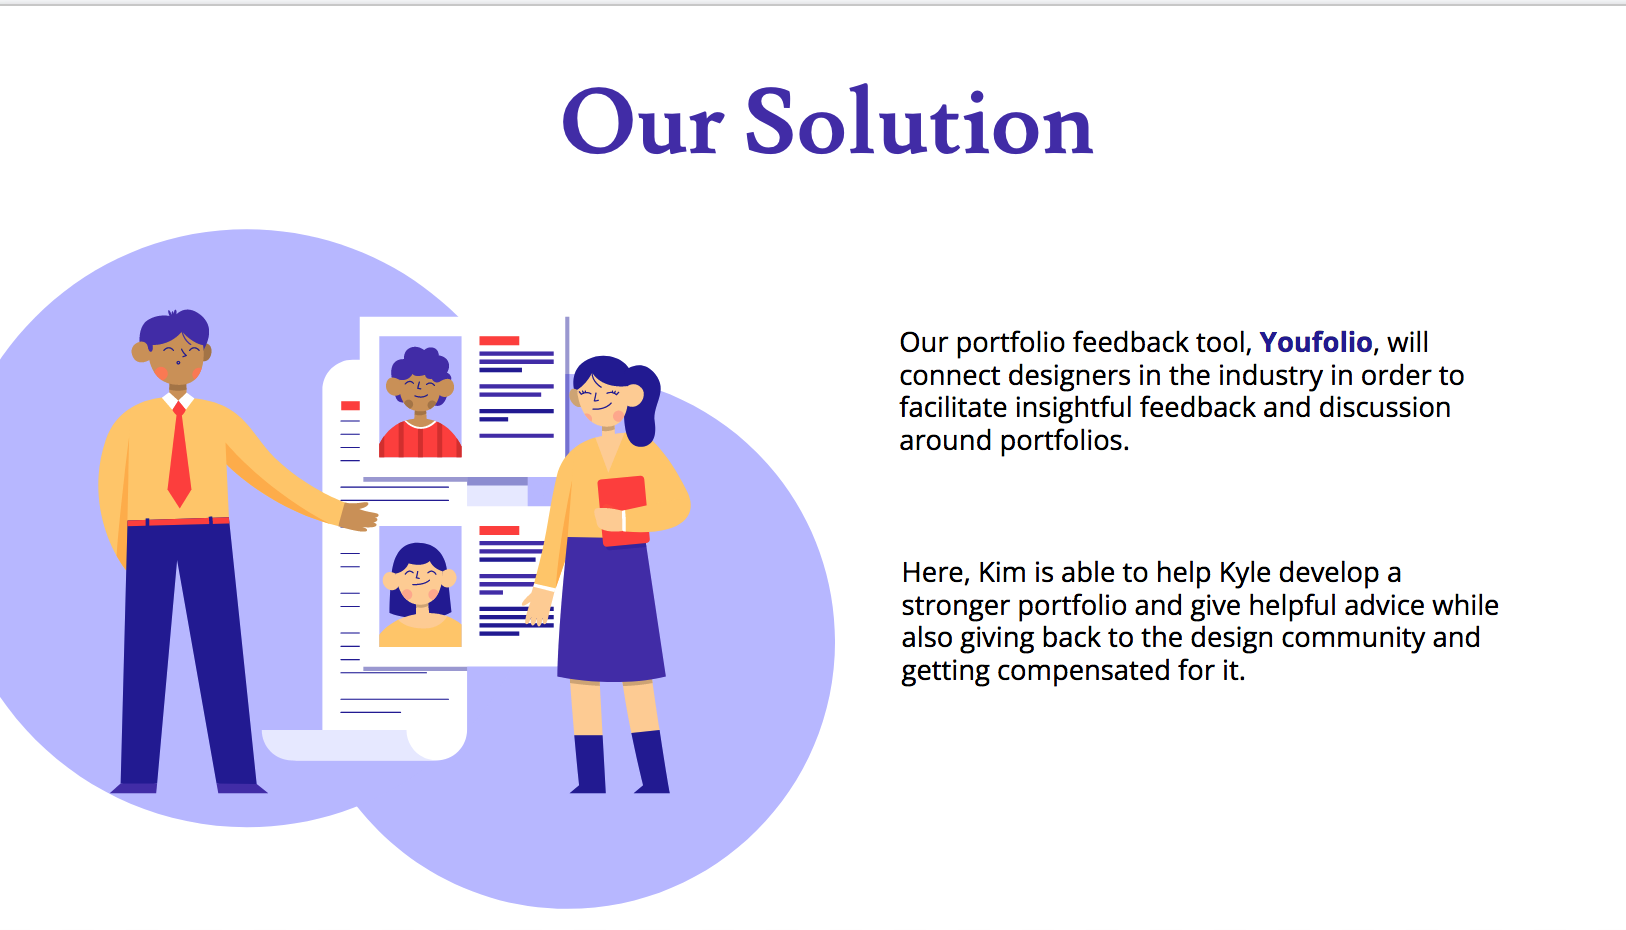 Our Solution
Our portfolio feedback tool, Youfolio, will
connect designers in the industry in order to
facilitate insightful feedback and discussion
around portfolios.
Here, Kim is able to help Kyle develop a
stronger portfolio and give helpful advice while
also giving back to the design community and
getting compensated for it.